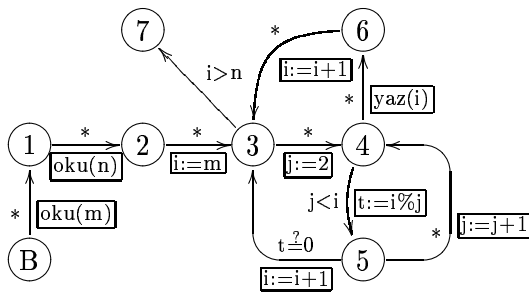 7
6
i>n
*
i:=i+1
* yaz(i)
1 * 2 * 3 * 4
oku(n) i:=m j:=2
* oku(m)
j<i t:=i%j
* j:=j+1
B
t≟0
5
i:=i+1